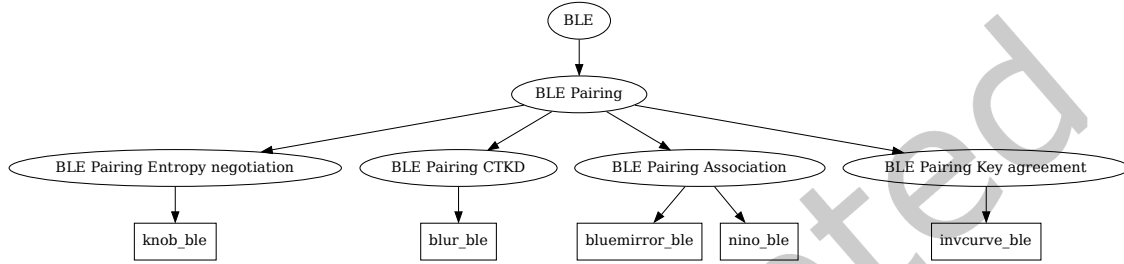 BLE
BLE Pairing
BLE Pairing Entropy negotiation
BLE Pairing CTKD
BLE Pairing Association
BLE Pairing Key agreement
knob_ble
blur_ble
bluemirror_ble
nino_ble
invcurve_ble